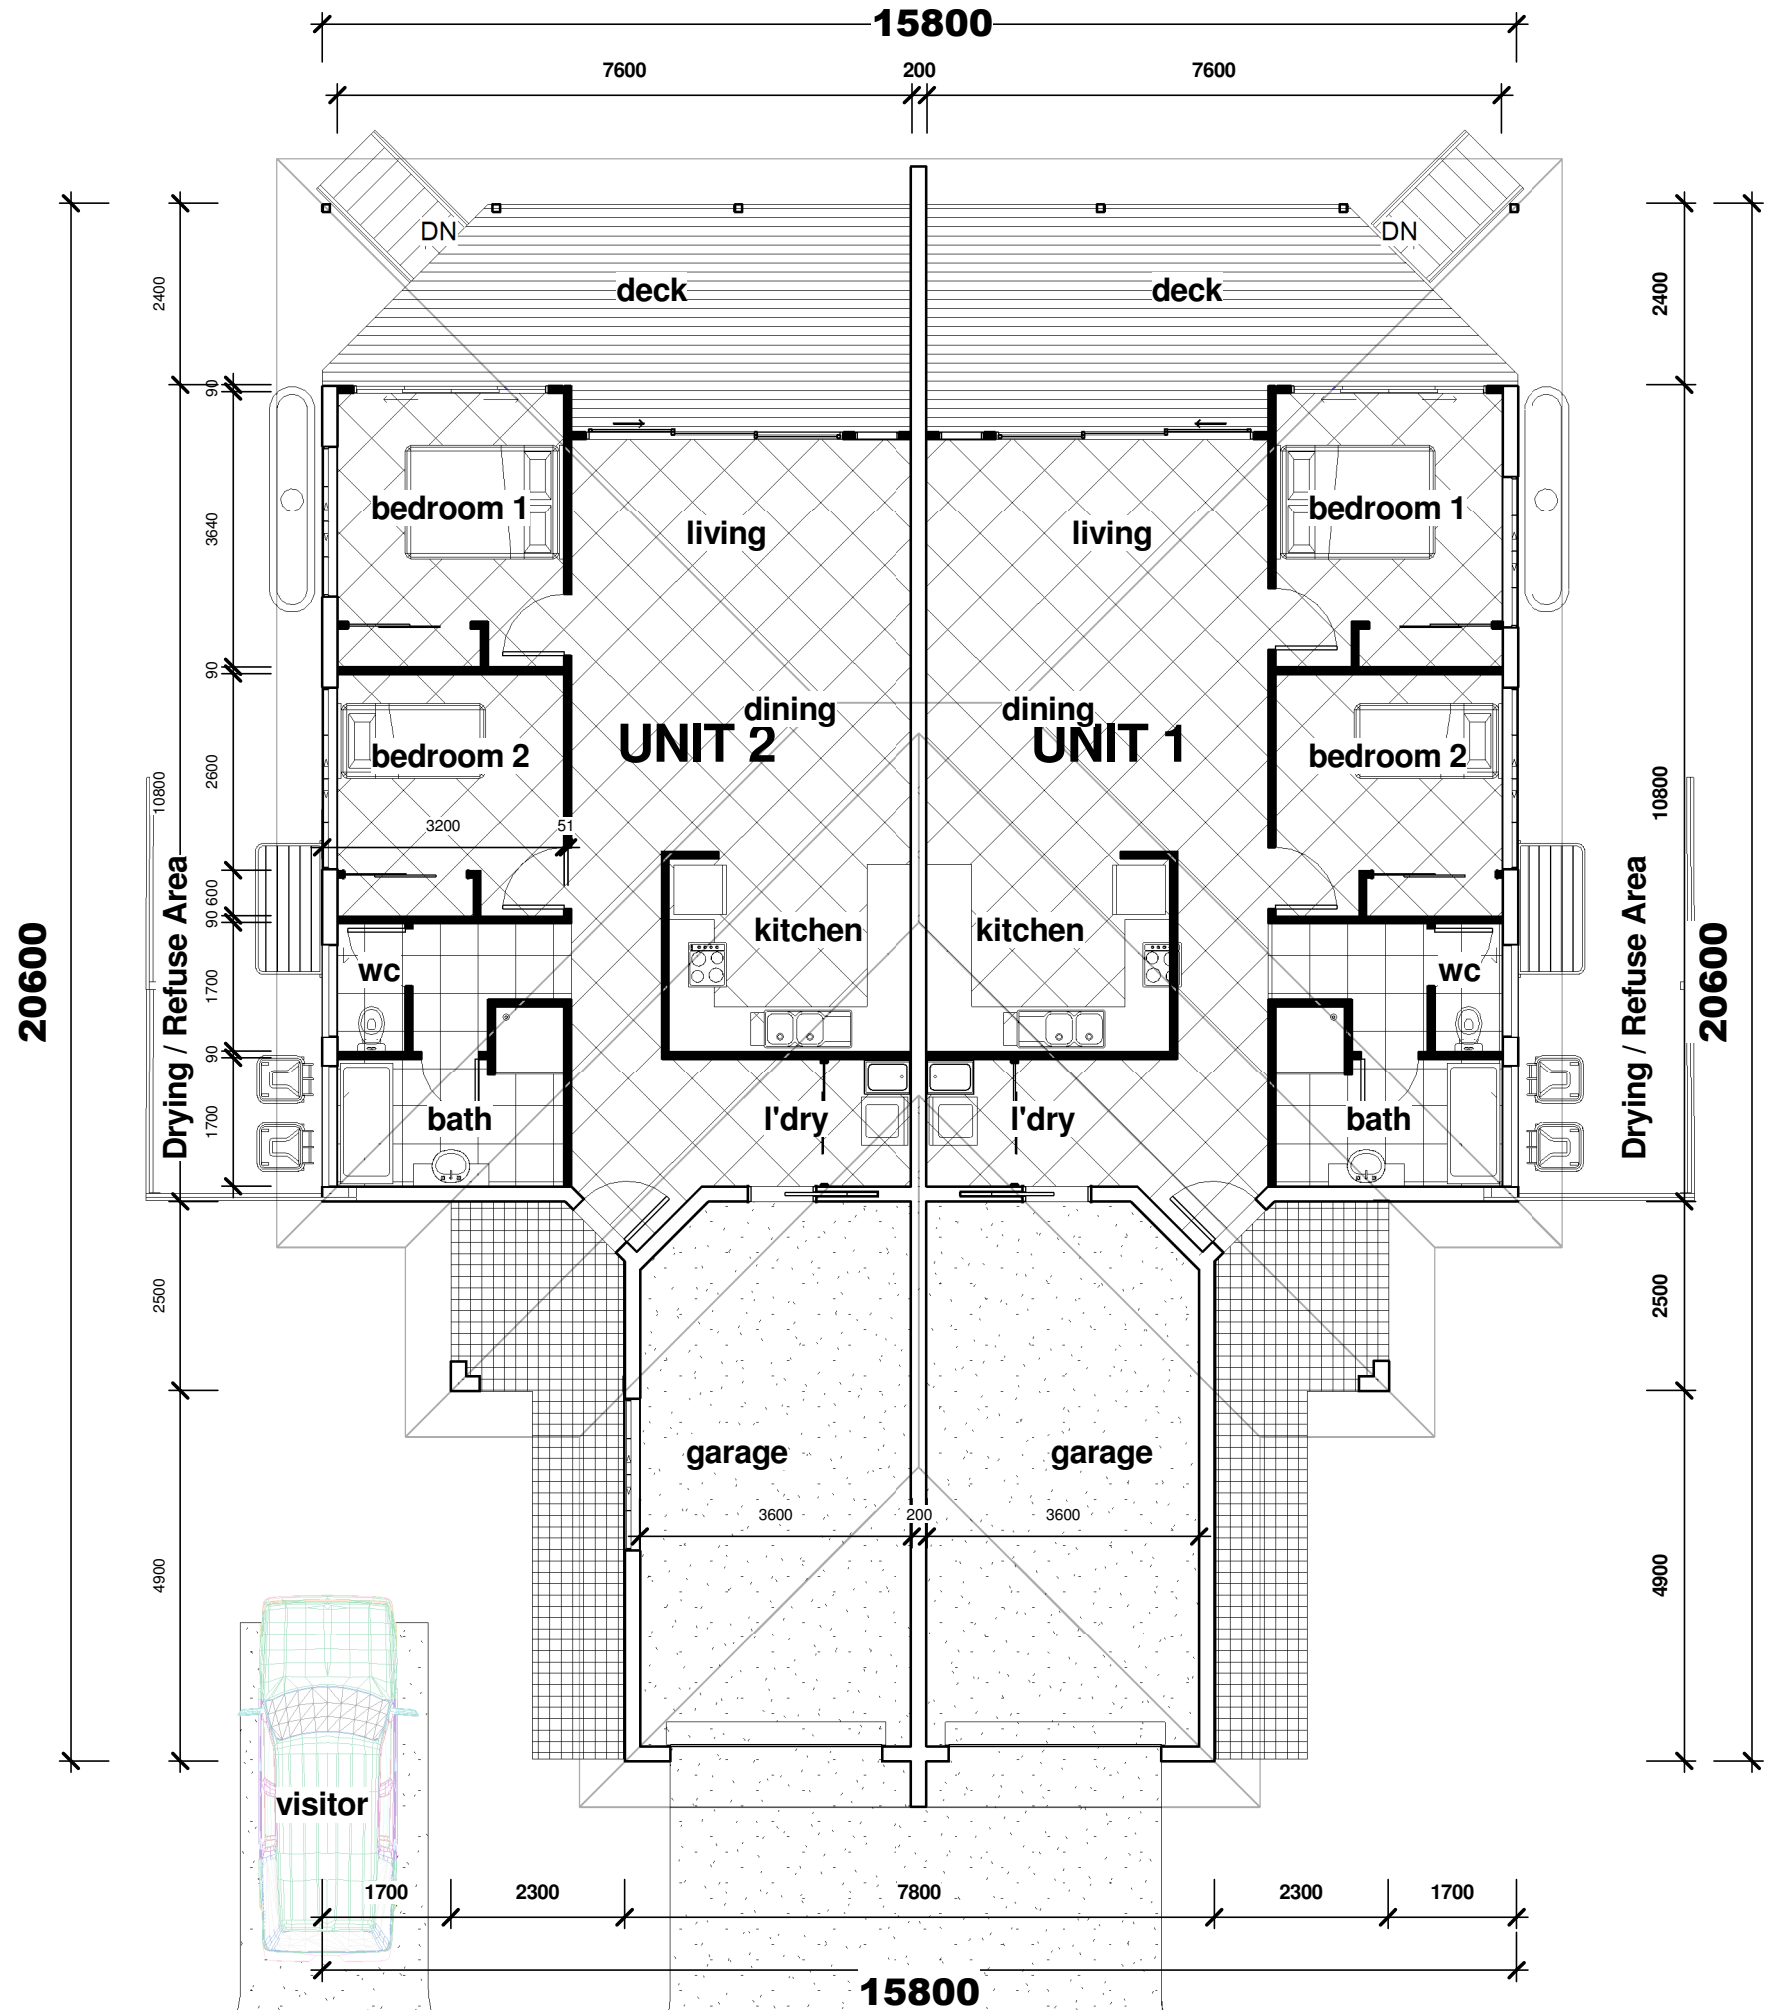 15800
7600 200 7600
DN DN
deck deck
2400 2400
90
bedroom 1 bedroom 1
living living
3640
90
dining dining
UNIT 2 UNIT 1
bedroom 2 bedroom 2
2600
10800 10800
3200 51
Drying / Refuse Area Drying / Refuse Area
600
90
kitchen kitchen
20600 20600
wc wc
1700
90
bath l'dry l'dry bath
1700
2500 2500
garage garage
3600 200 3600
4900 4900
visitor
1700 2300 7800 2300 1700
15800